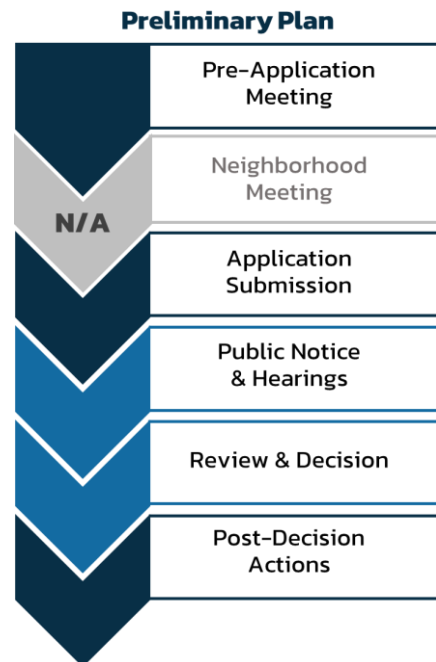 Preliminary Plan
Pre-Application
Meeting
Neighborhood
Meeting
N/A
Application
Submission
Public Notice
& Hearings
Review & Decision
Post-Decision
Actions